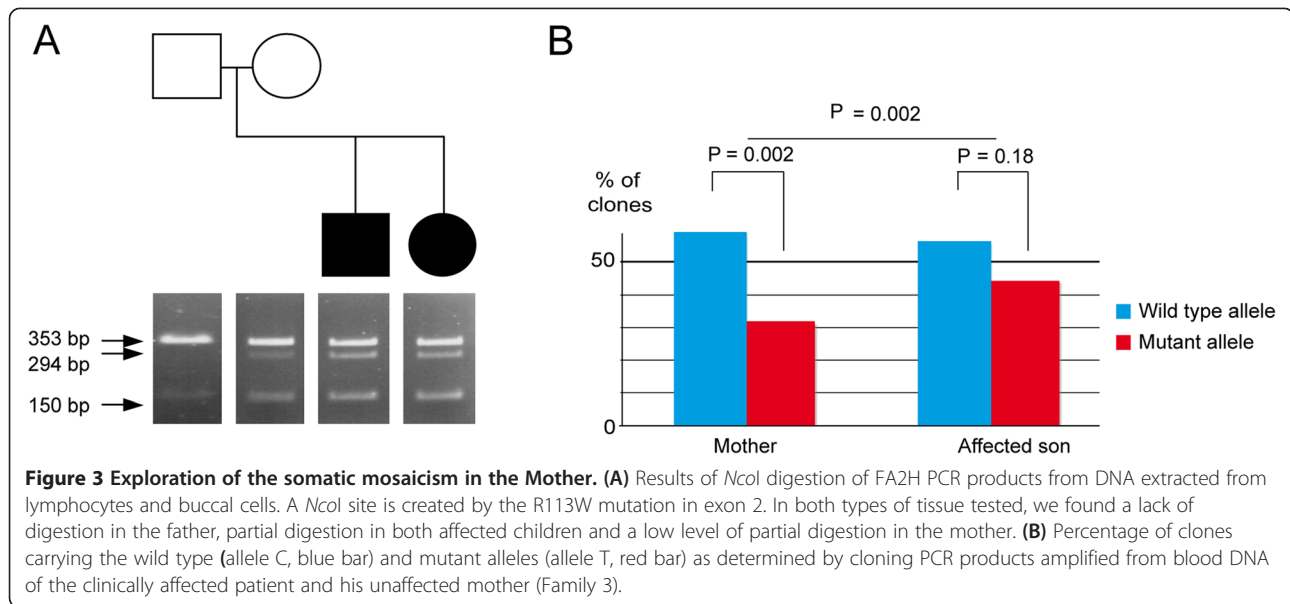 A
B
P = 0.002
P = 0.002
P = 0.18
% of
clones
50
0
Mother
Affected son
Wild type allele
Mutant allele
353 bp
294 bp
150 bp
Figure 3 Exploration of the somatic mosaicism in the Mother. (A) Results of NcoI digestion of FA2H PCR products from DNA extracted from
lymphocytes and buccal cells. A NcoI site is created by the R113W mutation in exon 2. In both types of tissue tested, we found a lack of
digestion in the father, partial digestion in both affected children and a low level of partial digestion in the mother. (B) Percentage of clones
carrying the wild type (allele C, blue bar) and mutant alleles (allele T, red bar) as determined by cloning PCR products amplified from blood DNA
of the clinically affected patient and his unaffected mother (Family 3).